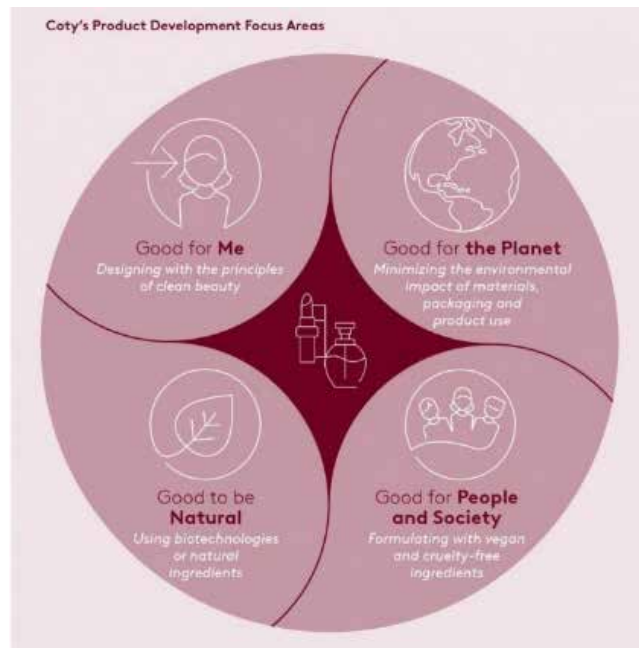 Coty's Product Development Focus Areas
Good for Me
Designing with the principles
of clean beauty
Good for the Planet
Minimizing the environmental
impact of materials,
packaging and
product use
Good to be
Natural
Using biotechnologies
or natural
ingredients
Good for People
and Society
Formulating with vegan
and cruelty-free
ingredients